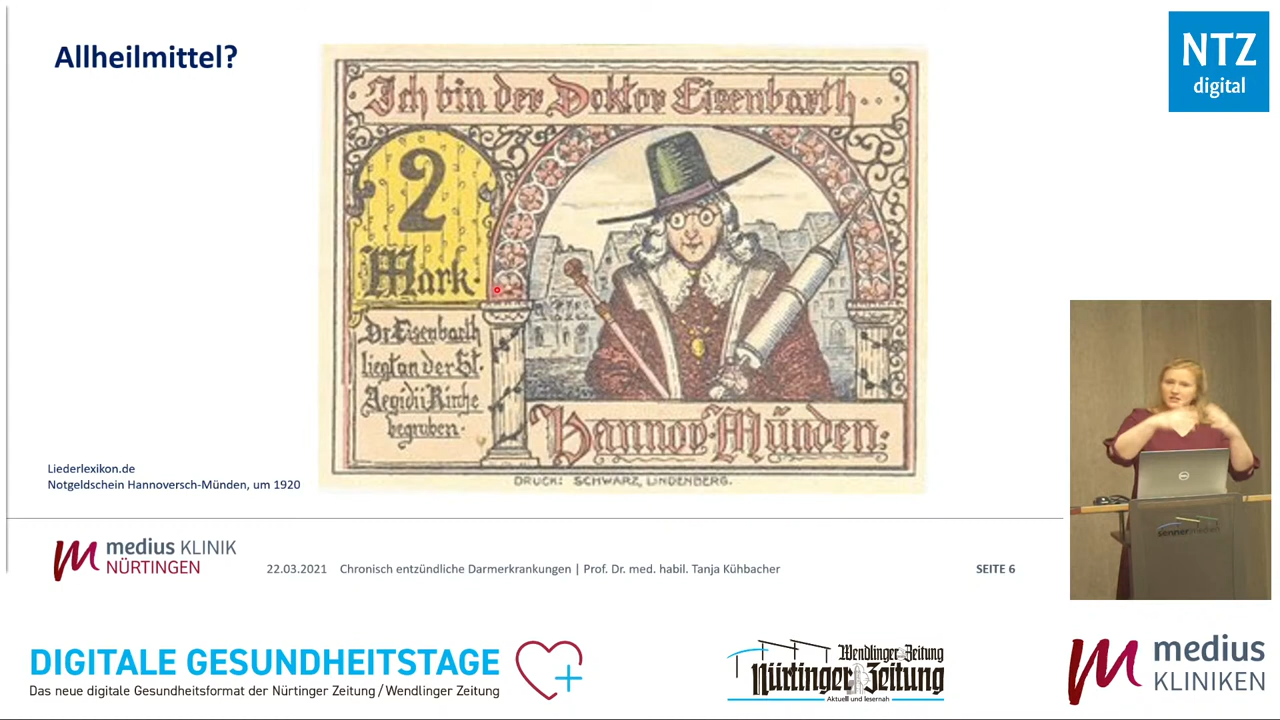 Allheilmittel?
NTZ
digital
Ich bin der Doktor Eisenbarth
2
Mark.
Dr. Eisenbarth
liegt an der St.
Aegidii Kirche
begraben.
Hannov. Münden.
DRUCK: SCHWARZ, LINDENBERG.
Liederlexikon.de
Notgeldschein Hannoversch-Münden, um 1920
medius KLINIK
NÜRTINGEN
22.03.2021 Chronisch entzündliche Darmerkrankungen | Prof. Dr. med. habil. Tanja Kühbacher
SEITE 6
DELL
sennermedien
DIGITALE GESUNDHEITSTAGE
Das neue digitale Gesundheitsformat der Nürtinger Zeitung / Wendlinger Zeitung
Wendlinger Zeitung
Nürtinger Zeitung
Aktuell und lesernah
medius
KLINIKEN